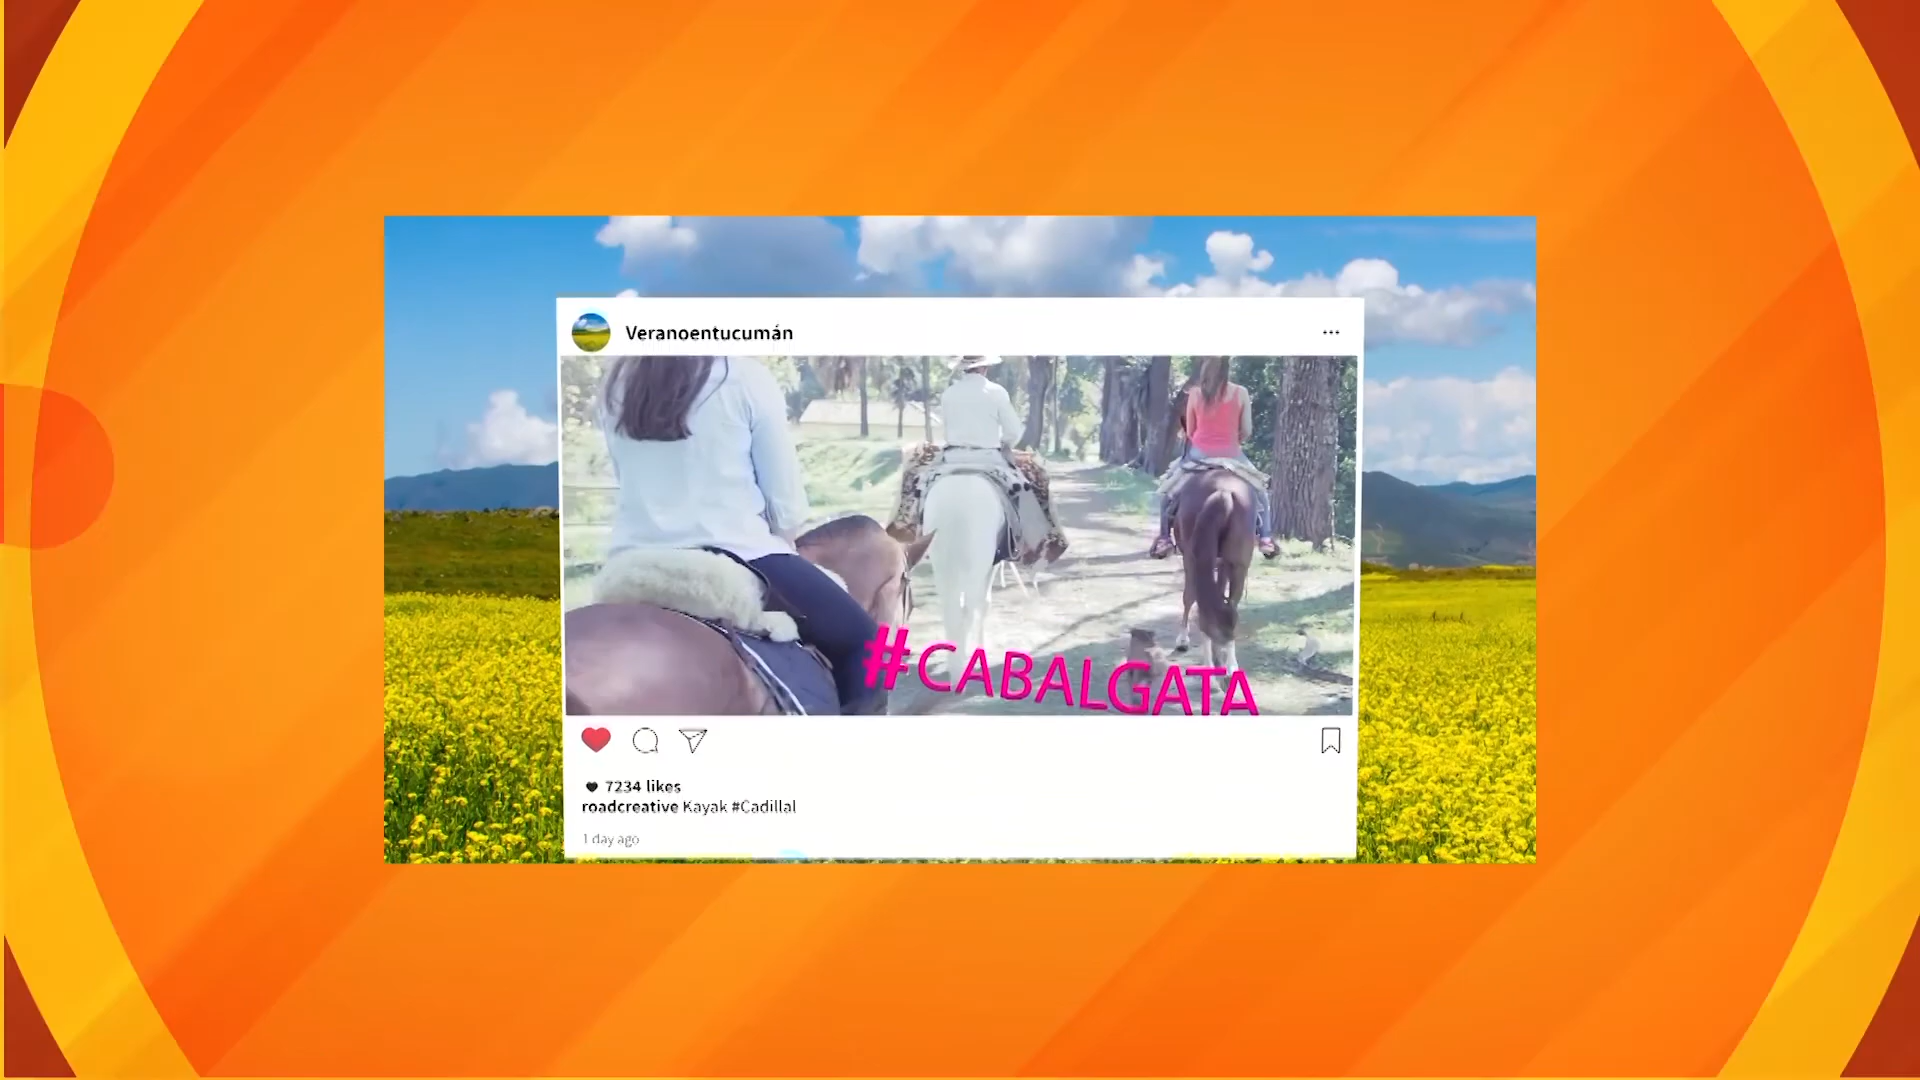 Veranoentucumán
#CABALGATA
7234 likes
roadcreative Kayak #Cadillal
1 day ago